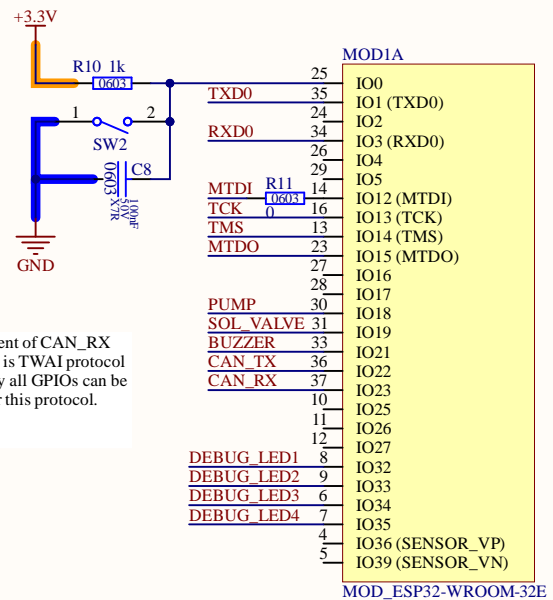 +3.3V
R10 1k
0603
1 2
SW2
C8
0603
X7R
50V
100nF
GND
ent of CAN_RX
is TWAI protocol
y all GPIOs can be
r this protocol.
MOD1A
25 IO0
TXD0 35 IO1 (TXD0)
24 IO2
RXD0 34 IO3 (RXD0)
26 IO4
29 IO5
MTDI R11 0603 0 14 IO12 (MTDI)
TCK 16 IO13 (TCK)
TMS 13 IO14 (TMS)
MTDO 23 IO15 (MTDO)
27 IO16
28 IO17
PUMP 30 IO18
SOL_VALVE 31 IO19
BUZZER 33 IO21
CAN_TX 36 IO22
CAN_RX 37 IO23
10 IO25
11 IO26
12 IO27
DEBUG_LED1 8 IO32
DEBUG_LED2 9 IO33
DEBUG_LED3 6 IO34
DEBUG_LED4 7 IO35
4 IO36 (SENSOR_VP)
5 IO39 (SENSOR_VN)
MOD_ESP32-WROOM-32E